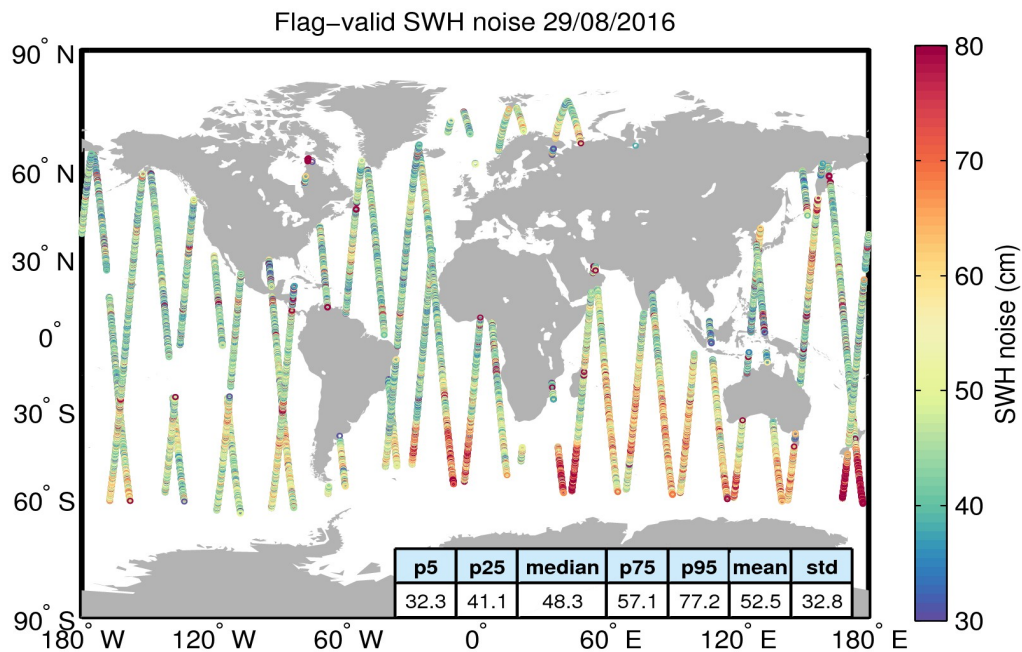 Flag−valid SWH noise 29/08/2016
90° N
60° N
30° N
0°
30° S
60° S
90° S
180° W
120° W
60° W
0°
60° E
120° E
180° E
p5 p25 median p75 p95 mean std
32.3 41.1 48.3 57.1 77.2 52.5 32.8
80
70
60
50
40
30
SWH noise (cm)